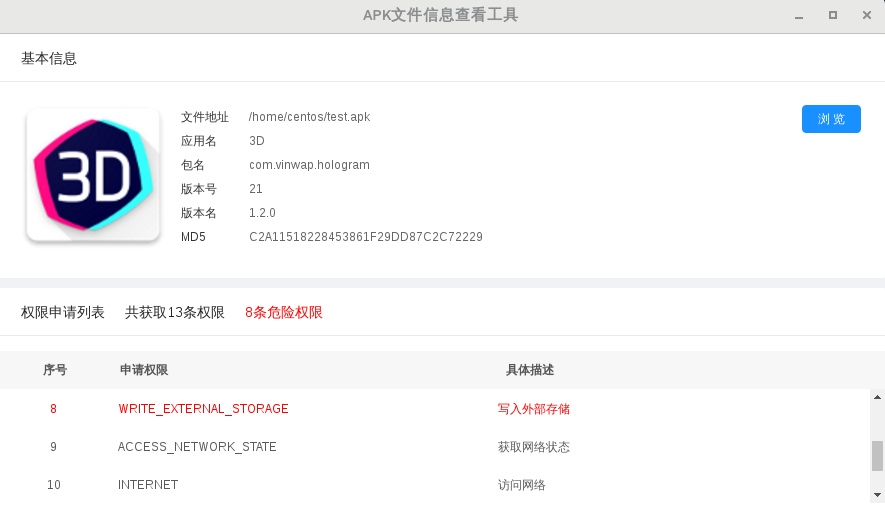 APK文件信息查看工具
基本信息
3D
文件地址 /home/centos/test.apk
浏 览
应用名 3D
包名 com.vinwap.hologram
版本号 21
版本名 1.2.0
MD5 C2A11518228453861F29DD87C2C72229
权限申请列表 共获取13条权限 8条危险权限
序号 申请权限 具体描述
8 WRITE_EXTERNAL_STORAGE 写入外部存储
9 ACCESS_NETWORK_STATE 获取网络状态
10 INTERNET 访问网络